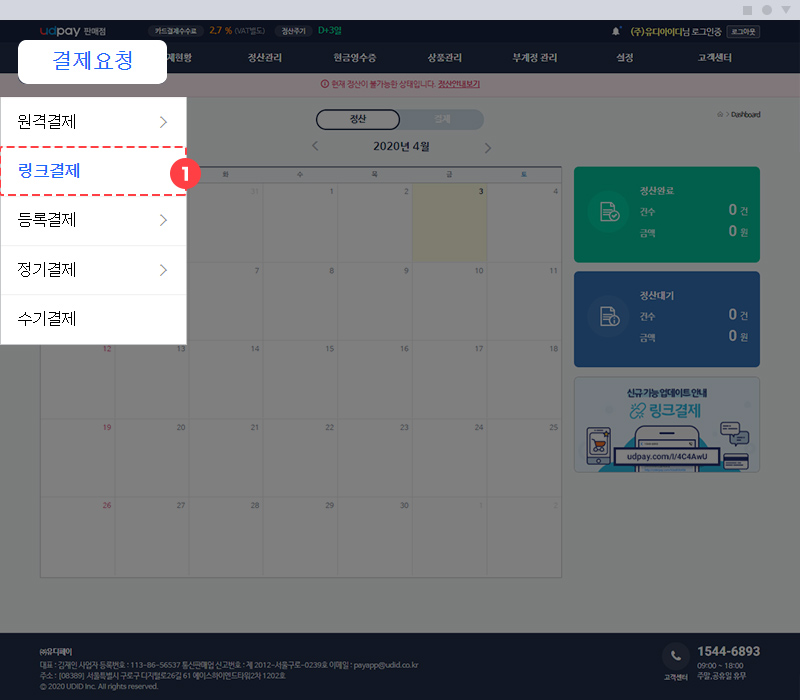 udpay 판매점 카드결제수수료 2.7 % (VAT별도) 정산주기 D+3일 (주)유디아이디님 로그인중 로그아웃
결제요청 제현황 정산관리 현금영수증 상품관리 부계정 관리 설정 고객센터
현재 정산이 불가능한 상태입니다. 정산안내보기
정산 결제
> Dashboard
2020년 4월
원격결제
링크결제 1
등록결제
정기결제
수기결제
화 수 목 금 토
31 1 2 3 4
7 8 9 10 11
12 13 14 15 16 17 18
19 20 21 22 23 24 25
26 27 28 29 30 1 2
정산완료
건수 0 건
금액 0 원
정산대기
건수 0 건
금액 0 원
신규기능 업데이트 안내
링크결제
udpay.com/l/4C4AwU
㈜유디페이
대표 : 김재인 사업자 등록번호 : 113-86-56537 통신판매업 신고번호 : 제 2012-서울구로-0239호 이메일 : payapp@udid.co.kr
주소 : [08389] 서울특별시 구로구 디지털로26길 61 에이스하이엔드타워2차 1202호
© 2020 UDID Inc. All rights reserved.
고객센터
1544-6893
09:00 ~ 18:00
주말,공휴일 휴무